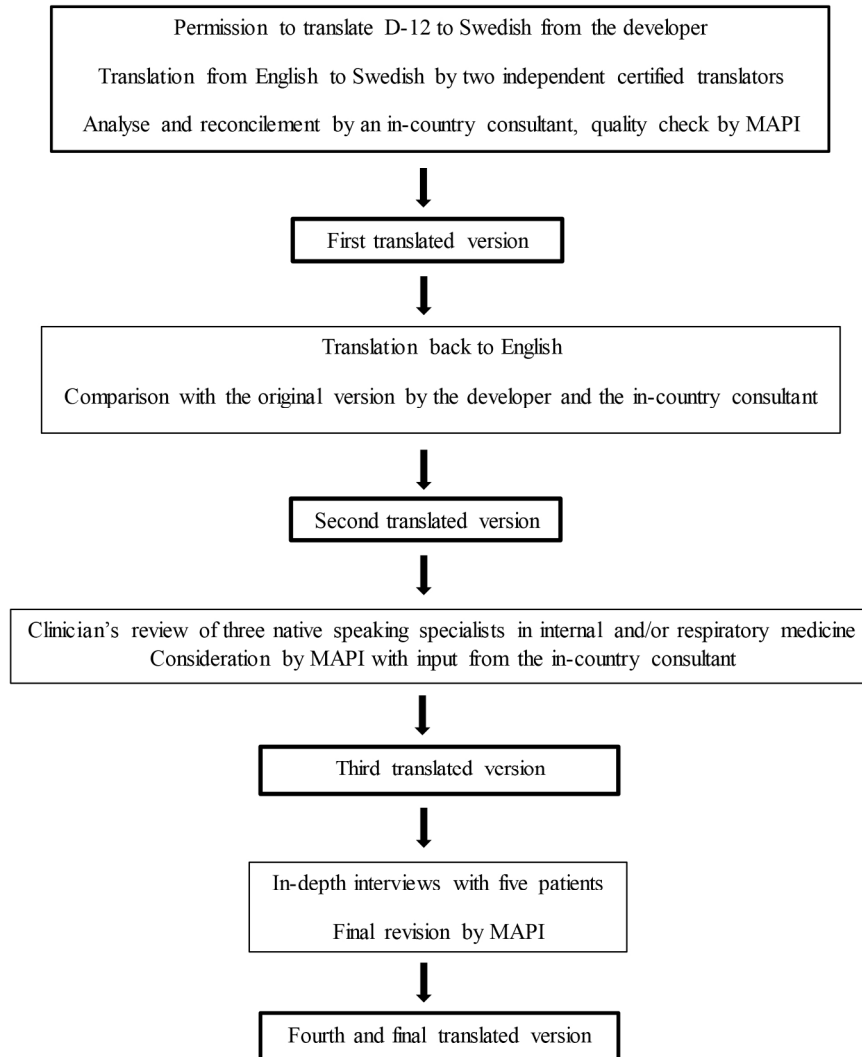 Permission to translate D-12 to Swedish from the developer
Translation from English to Swedish by two independent certified translators
Analyse and reconcilement by an in-country consultant, quality check by MAPI
First translated version
Translation back to English
Comparison with the original version by the developer and the in-country consultant
Second translated version
Clinician's review of three native speaking specialists in internal and/or respiratory medicine
Consideration by MAPI with input from the in-country consultant
Third translated version
In-depth interviews with five patients
Final revision by MAPI
Fourth and final translated version